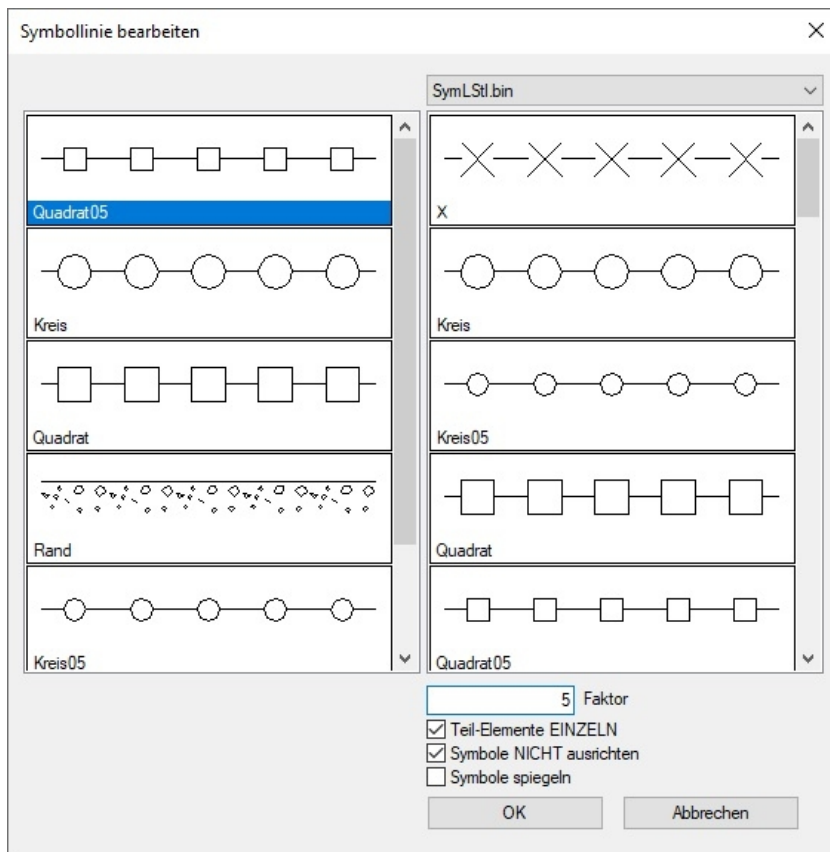 Symbollinie bearbeiten
SymLStl.bin
Quadrat05
Kreis
Quadrat
Rand
Kreis05
X
Kreis
Kreis05
Quadrat
Quadrat05
5 Faktor
Teil-Elemente EINZELN
Symbole NICHT ausrichten
Symbole spiegeln
OK Abbrechen